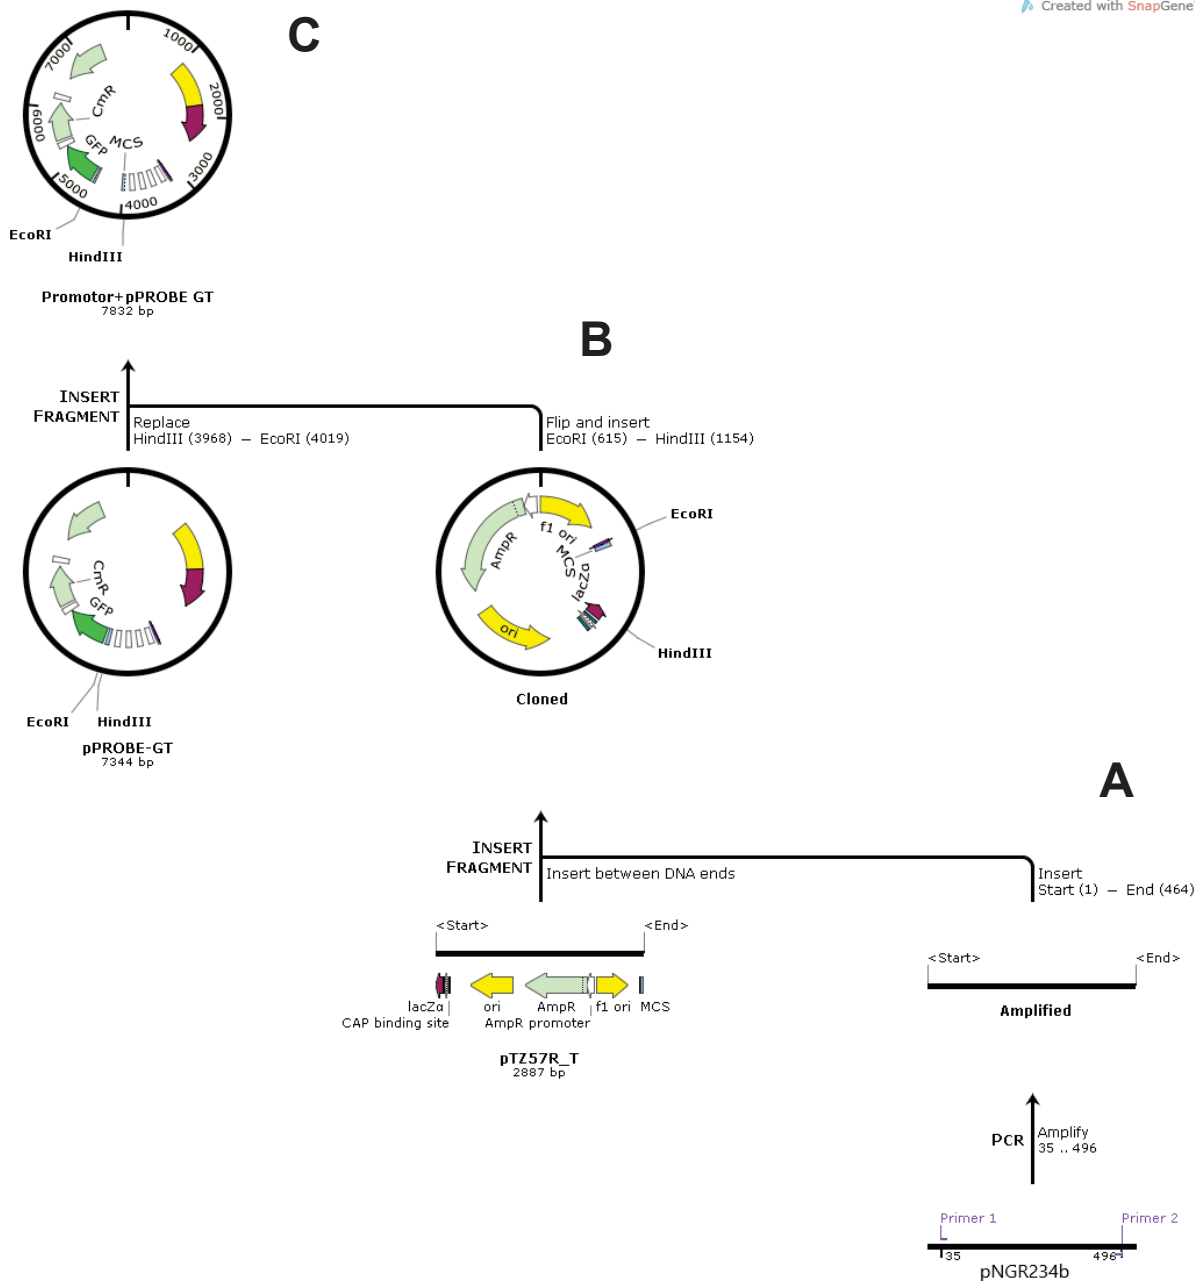 Created with SnapGene
C
1000
2000
3000
4000
5000
6000
7000
CmR
GFP
MCS
EcoRI
HindIII
Promotor+pPROBE GT
7832 bp
B
INSERT
FRAGMENT
Replace
HindIII (3968) – EcoRI (4019)
Flip and insert
EcoRI (615) – HindIII (1154)
CmR
GFP
EcoRI
HindIII
pPROBE-GT
7344 bp
AmpR
f1 ori
MCS
lacZα
ori
EcoRI
HindIII
Cloned
A
INSERT
FRAGMENT
Insert between DNA ends
Insert
Start (1) – End (464)
<Start>
<End>
lacZα
ori
AmpR
f1 ori
MCS
CAP binding site
AmpR promoter
pTZ57R_T
2887 bp
<Start>
<End>
Amplified
PCR
Amplify
35 .. 496
Primer 1
Primer 2
35
496
pNGR234b